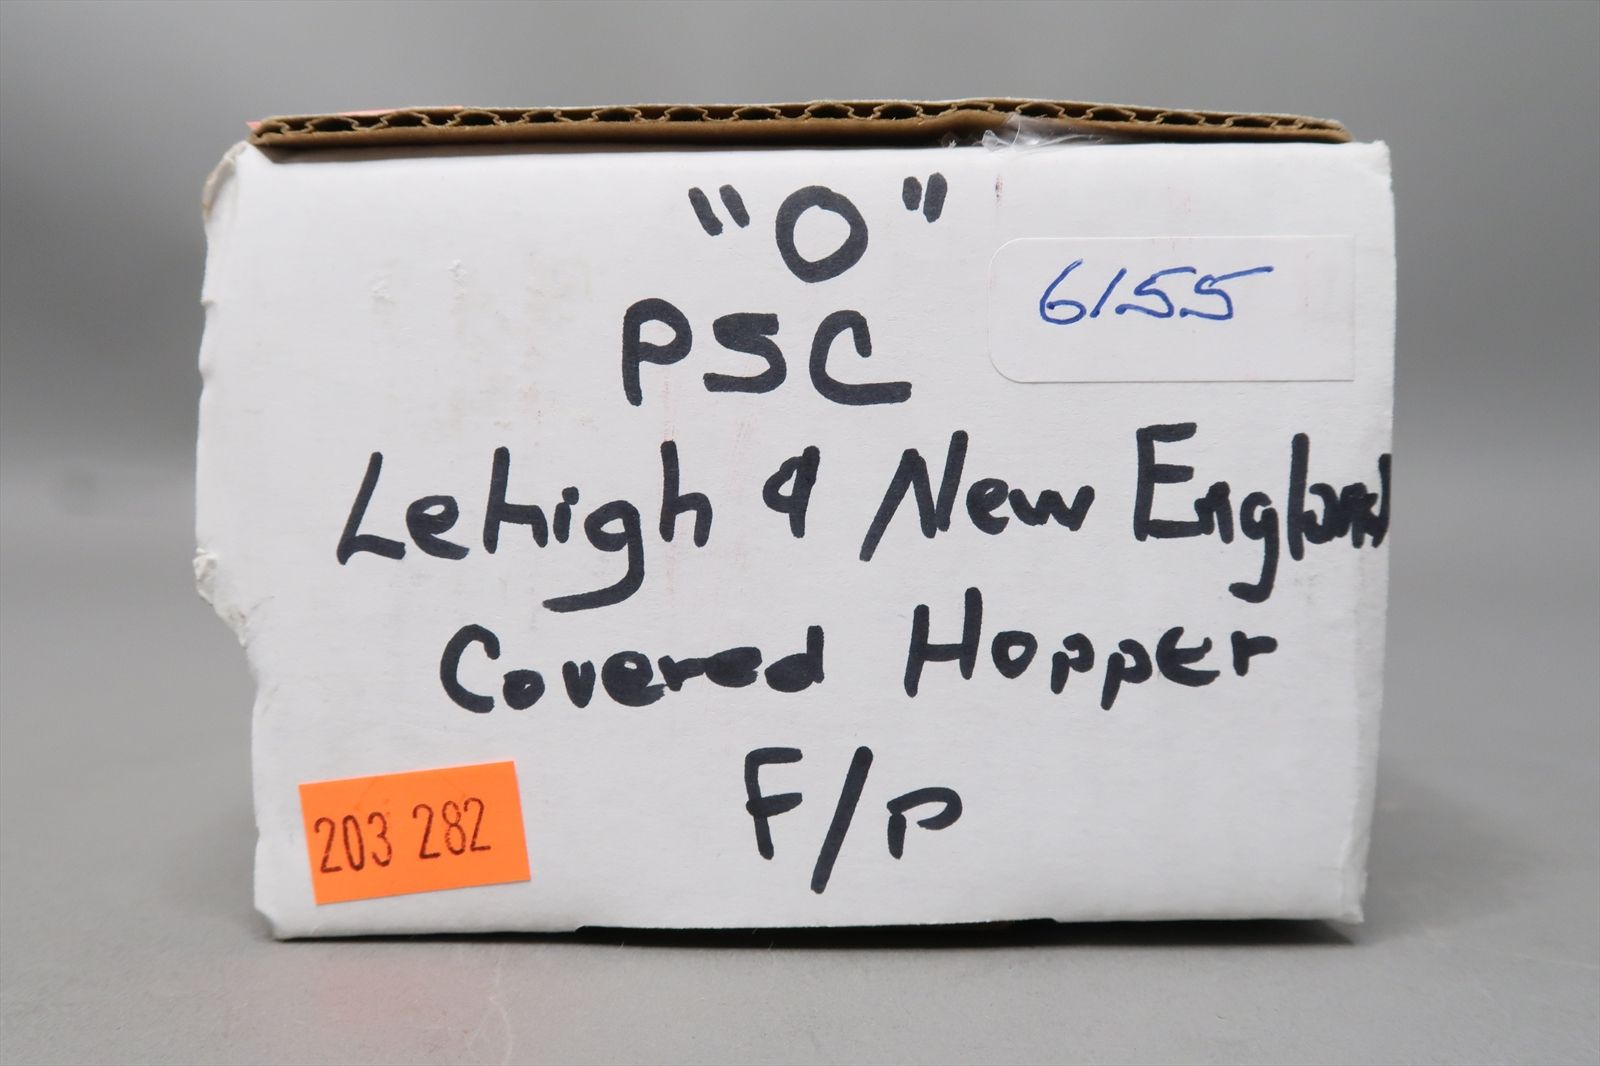 "O"
6155
PSC
Lehigh & New England
Covered Hopper
F/P
203 282